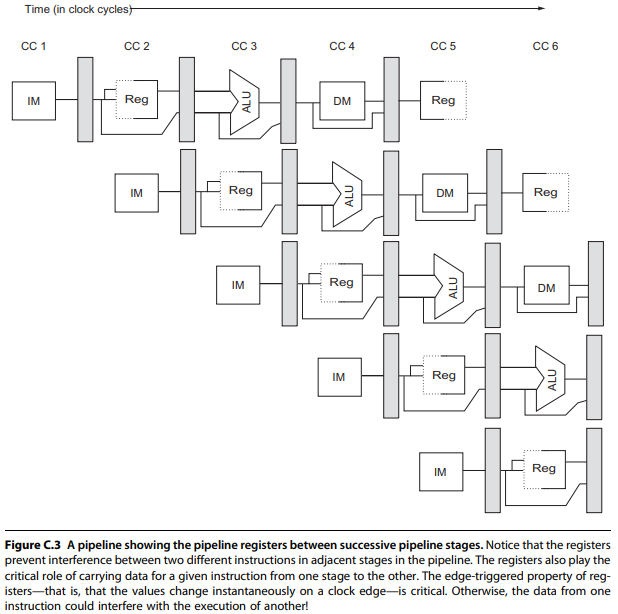 Time (in clock cycles)
CC 1 CC 2 CC 3 CC 4 CC 5 CC 6
IM Reg ALU DM Reg
IM Reg ALU DM Reg
IM Reg ALU DM
IM Reg ALU
IM Reg
Figure C.3 A pipeline showing the pipeline registers between successive pipeline stages. Notice that the registers
prevent interference between two different instructions in adjacent stages in the pipeline. The registers also play the
critical role of carrying data for a given instruction from one stage to the other. The edge-triggered property of reg-
isters—that is, that the values change instantaneously on a clock edge—is critical. Otherwise, the data from one
instruction could interfere with the execution of another!